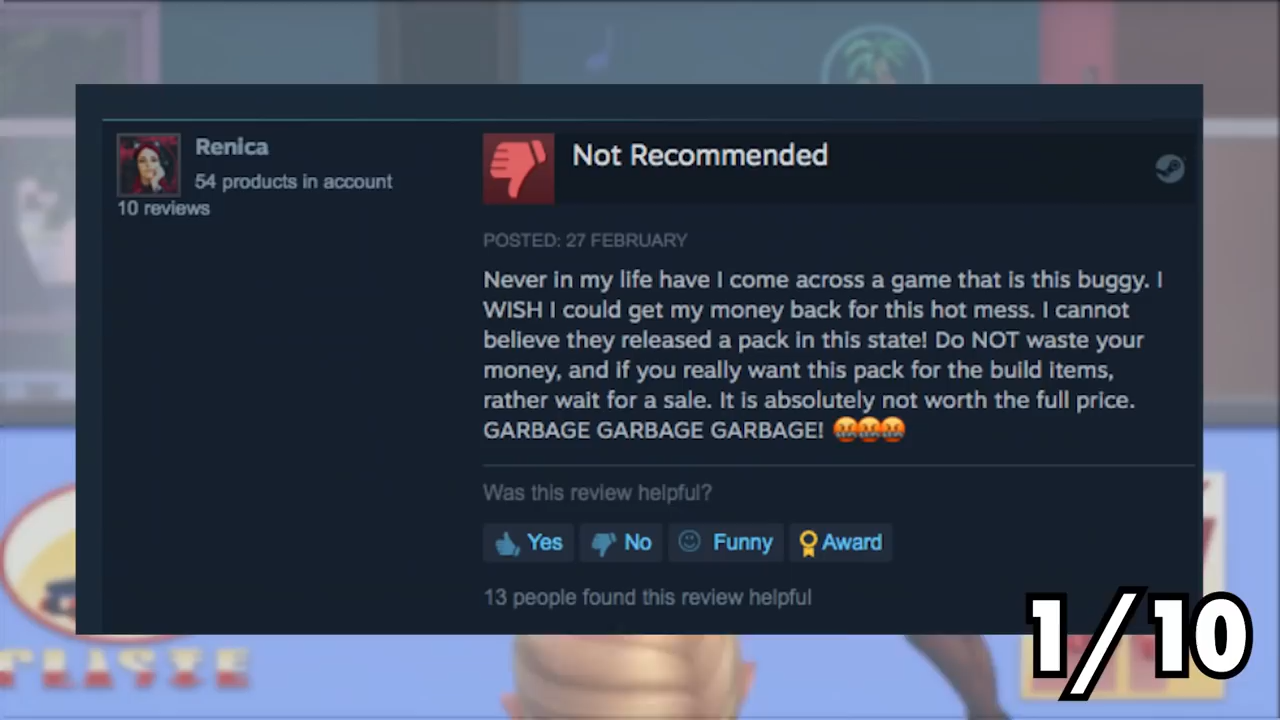 Renica
54 products in account
10 reviews
Not Recommended
POSTED: 27 FEBRUARY
Never in my life have I come across a game that is this buggy. I
WISH I could get my money back for this hot mess. I cannot
believe they released a pack in this state! Do NOT waste your
money, and if you really want this pack for the build items,
rather wait for a sale. It is absolutely not worth the full price.
GARBAGE GARBAGE GARBAGE! 🤬🤬🤬
Was this review helpful?
Yes
No
Funny
Award
13 people found this review helpful
1/10